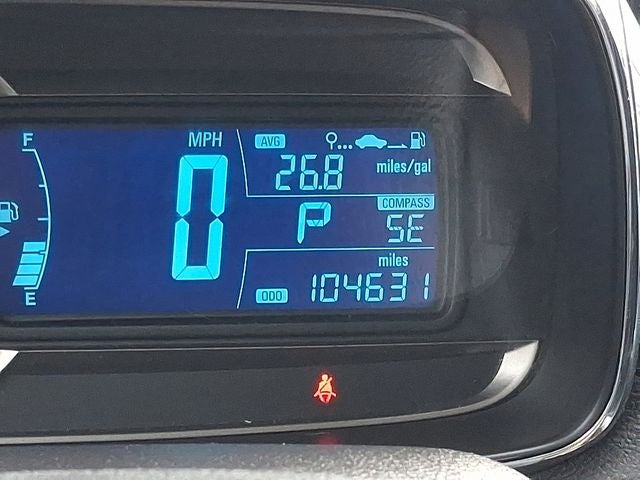 F
MPH
AVG
26.8
miles/gal
0
P
COMPASS
SE
E
miles
ODO
104631